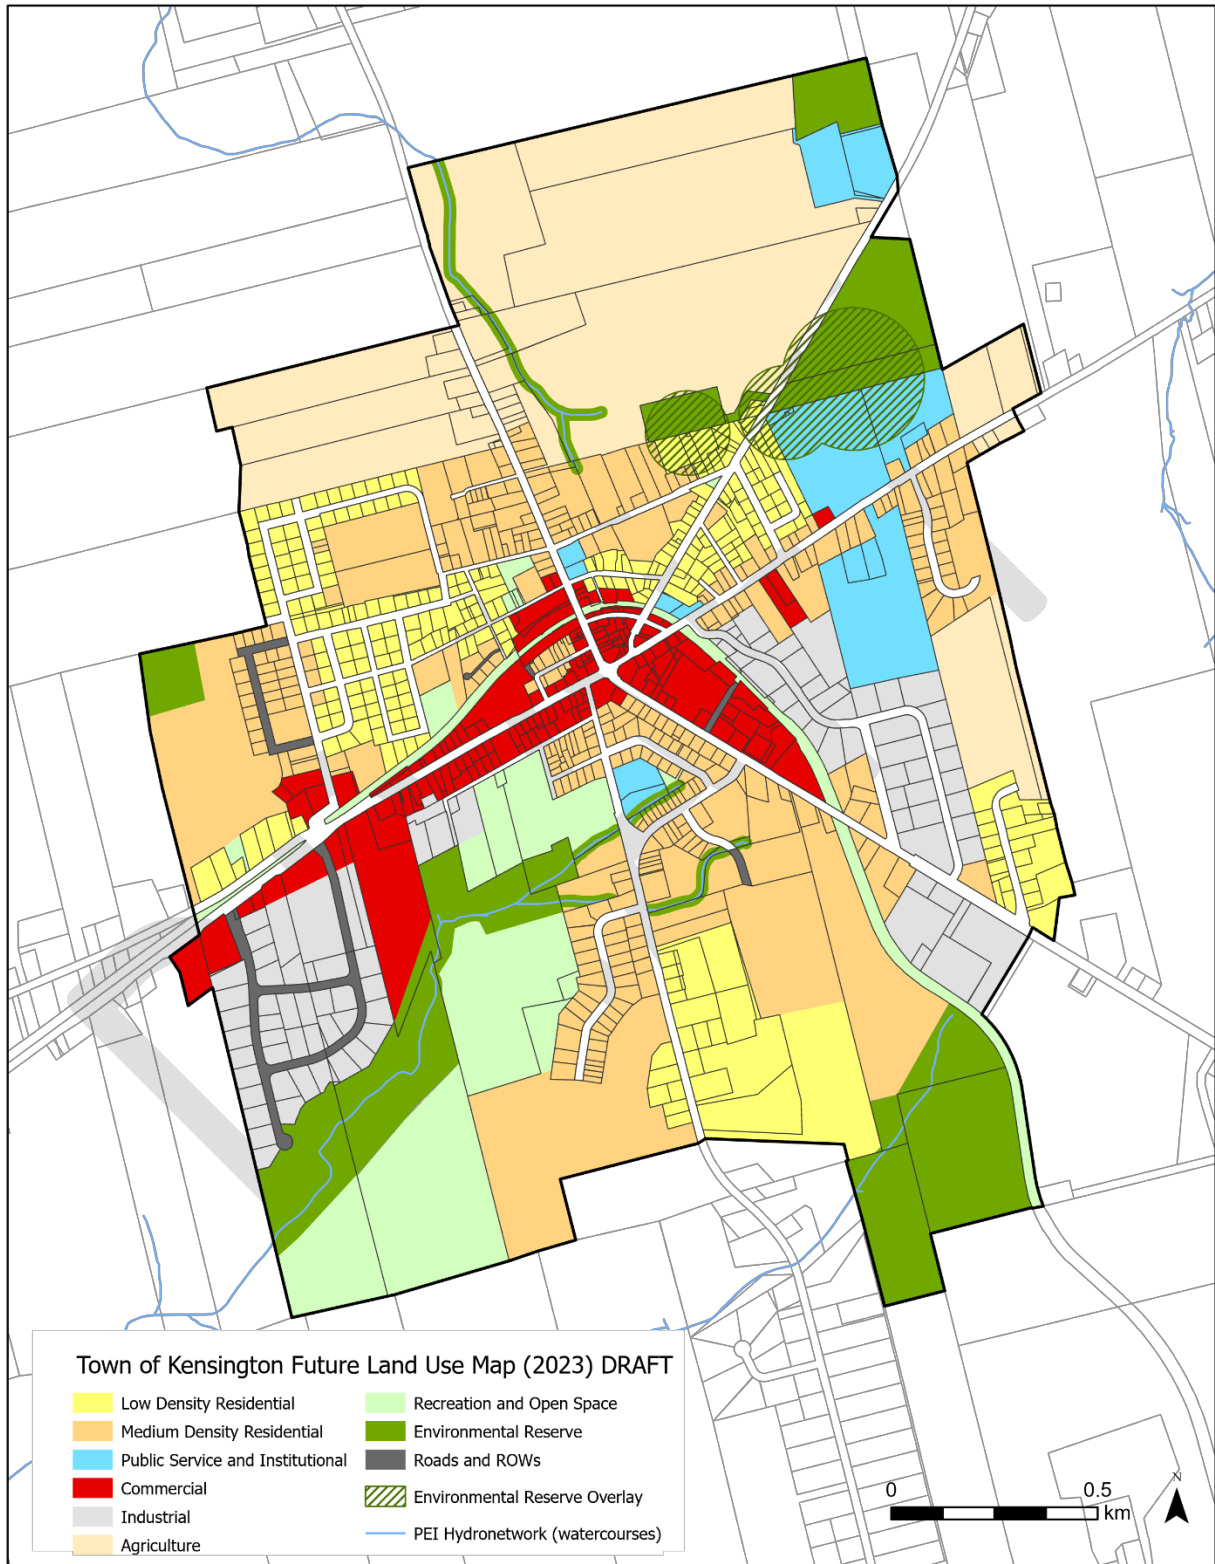 Town of Kensington Future Land Use Map (2023) DRAFT
Low Density Residential
Medium Density Residential
Public Service and Institutional
Commercial
Industrial
Agriculture
Recreation and Open Space
Environmental Reserve
Roads and ROWs
Environmental Reserve Overlay
PEI Hydronetwork (watercourses)
0 0.5
km
N